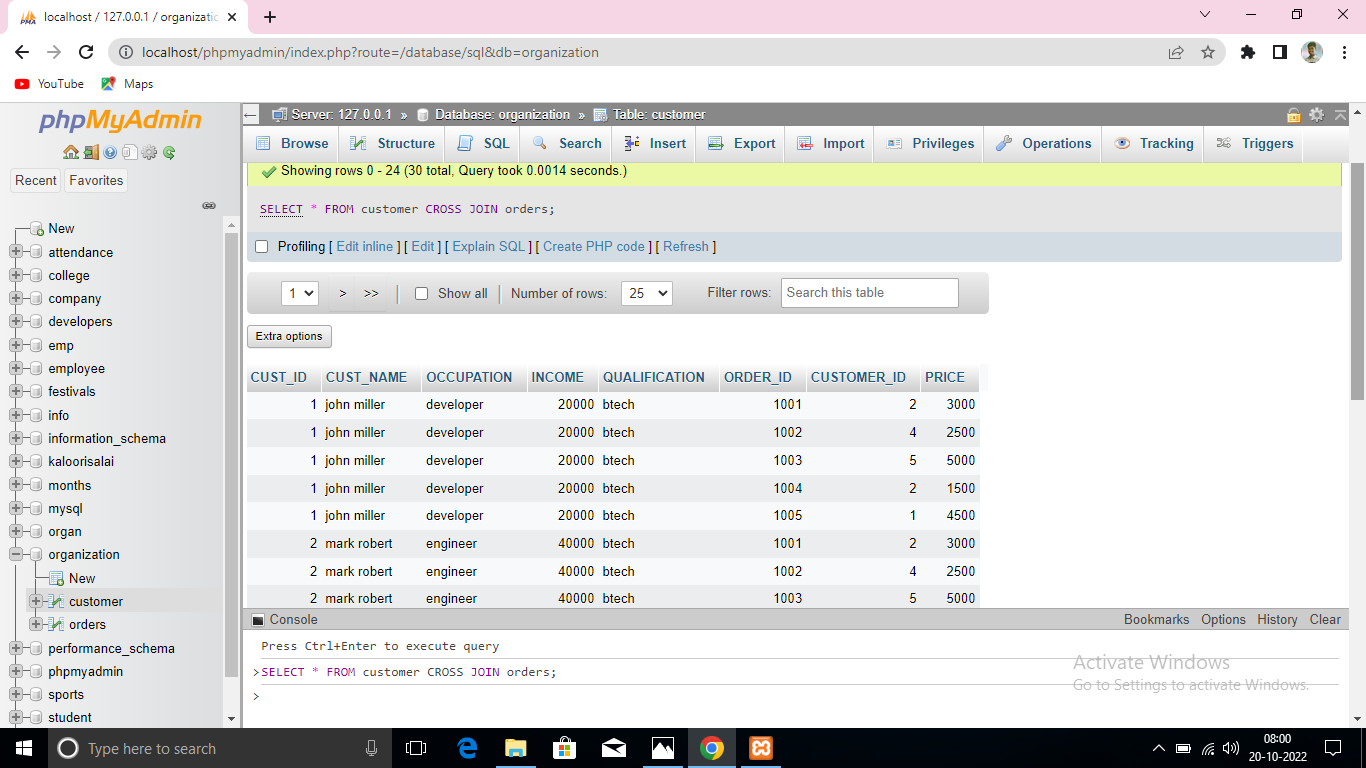 localhost / 127.0.0.1 / organizatic
localhost/phpmyadmin/index.php?route=/database/sql&db=organization
YouTube Maps
phpMyAdmin
Recent Favorites
New
attendance
college
company
developers
emp
employee
festivals
info
information_schema
kaloorisalai
months
mysql
organ
organization
New
customer
orders
performance_schema
phpmyadmin
sports
student
Server: 127.0.0.1 » Database: organization » Table: customer
Browse Structure SQL Search Insert Export Import Privileges Operations Tracking Triggers
Showing rows 0 - 24 (30 total, Query took 0.0014 seconds.)
SELECT * FROM customer CROSS JOIN orders;
Profiling [ Edit inline ] [ Edit ] [ Explain SQL ] [ Create PHP code ] [ Refresh ]
1 > >> Show all Number of rows: 25 Filter rows: Search this table
Extra options
CUST_ID CUST_NAME OCCUPATION INCOME QUALIFICATION ORDER_ID CUSTOMER_ID PRICE
1 john miller developer 20000 btech 1001 2 3000
1 john miller developer 20000 btech 1002 4 2500
1 john miller developer 20000 btech 1003 5 5000
1 john miller developer 20000 btech 1004 2 1500
1 john miller developer 20000 btech 1005 1 4500
2 mark robert engineer 40000 btech 1001 2 3000
2 mark robert engineer 40000 btech 1002 4 2500
2 mark robert engineer 40000 btech 1003 5 5000
Console Bookmarks Options History Clear
Press Ctrl+Enter to execute query
>SELECT * FROM customer CROSS JOIN orders;
>
Activate Windows
Go to Settings to activate Windows.
Type here to search
08:00
20-10-2022